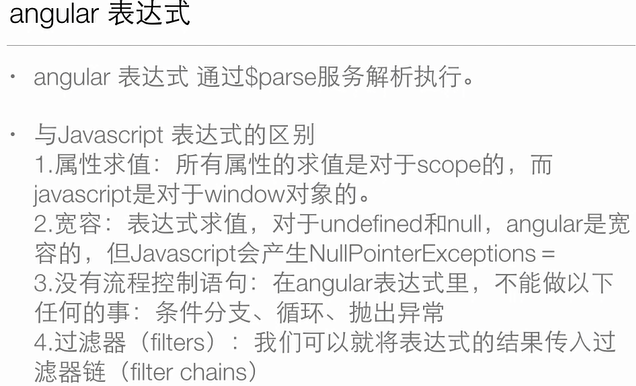 angular 表达式
• angular 表达式 通过$parse服务解析执行。
• 与Javascript 表达式的区别
1.属性求值：所有属性的求值是对于scope的，而
javascript是对于window对象的。
2.宽容：表达式求值，对于undefined和null，angular是宽
容的，但Javascript会产生NullPointerExceptions =
3.没有流程控制语句：在angular表达式里，不能做以下
任何的事：条件分支、循环、抛出异常
4.过滤器（filters）：我们可以就将表达式的结果传入过
滤器链（filter chains）